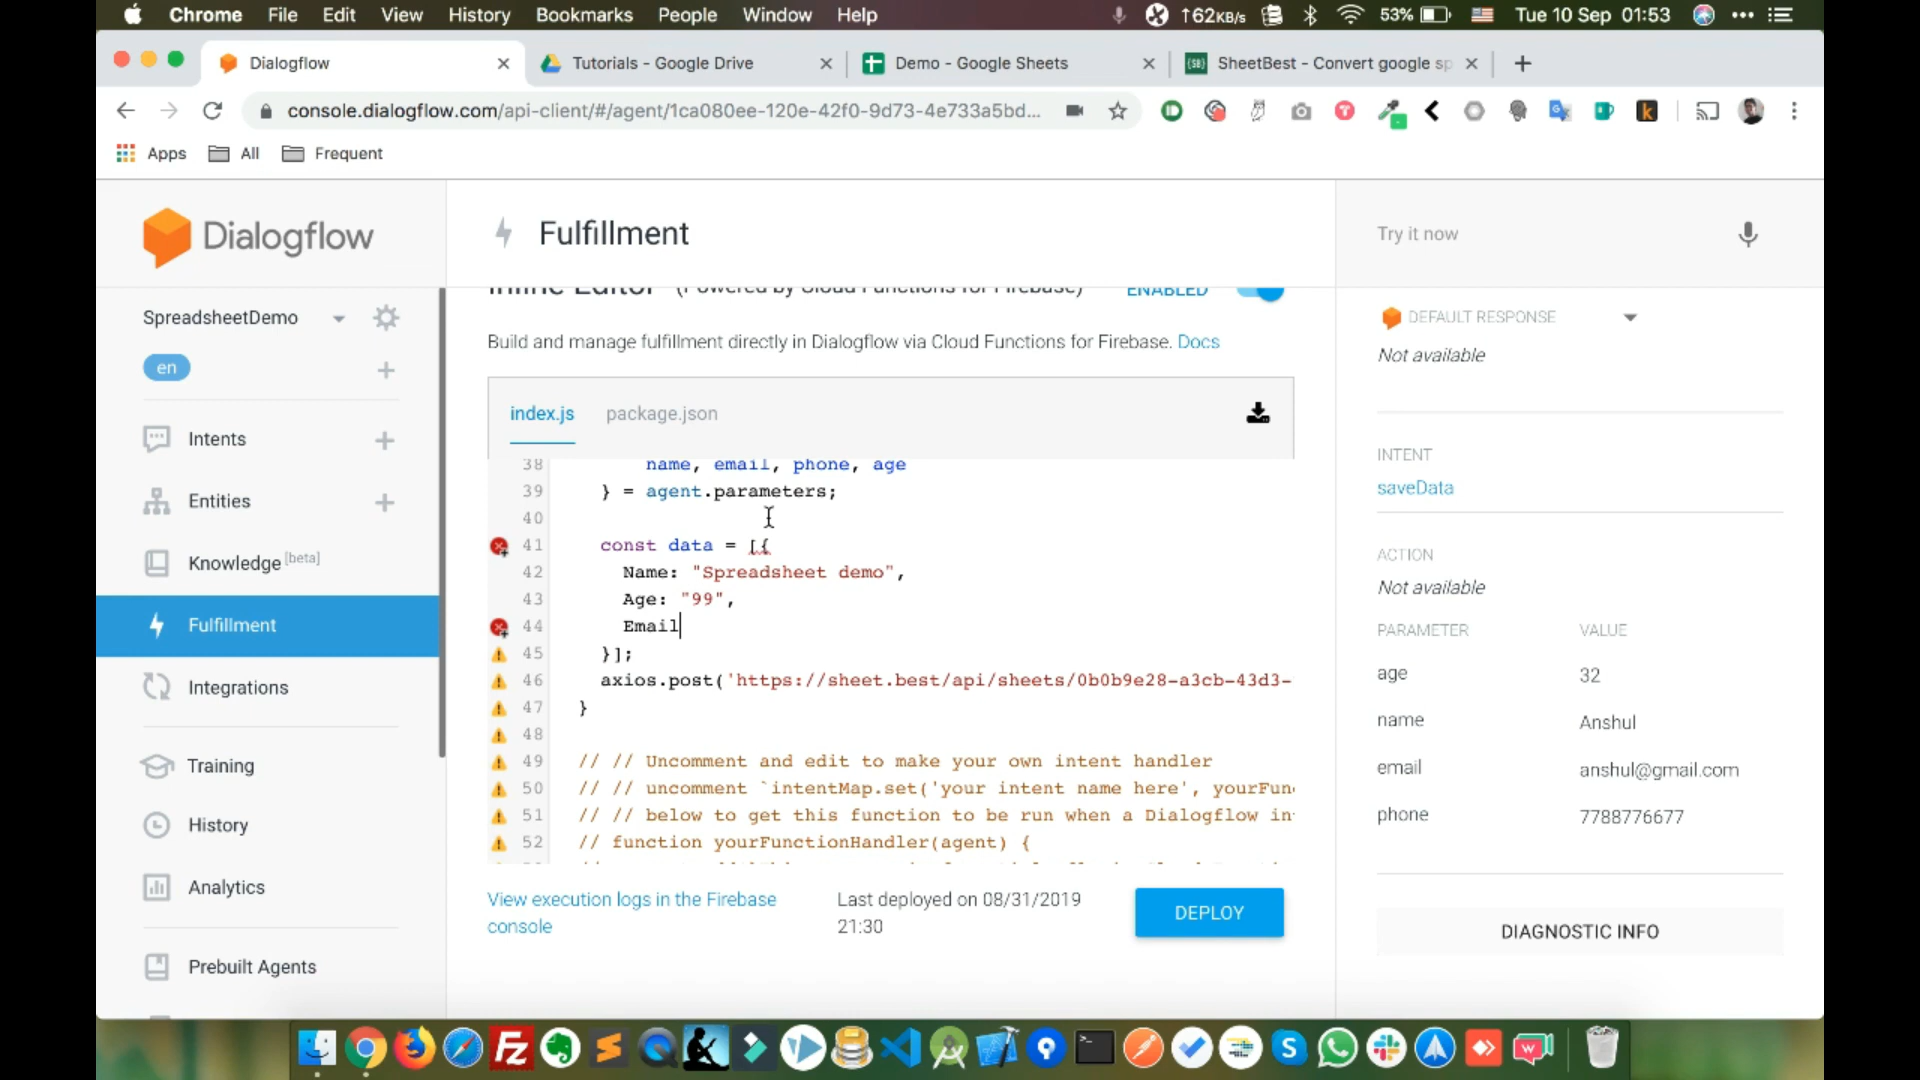 Chrome File Edit View History Bookmarks People Window Help
↑62KB/s 53% Tue 10 Sep 01:53
Dialogflow
Tutorials - Google Drive
Demo - Google Sheets
SheetBest - Convert google sp
console.dialogflow.com/api-client/#/agent/1ca080ee-120e-42f0-9d73-4e733a5bd...
Apps All Frequent
Dialogflow
Fulfillment
Try it now
SpreadsheetDemo
en
Intents
Entities
Knowledge [beta]
Fulfillment
Integrations
Training
History
Analytics
Prebuilt Agents
Inline Editor (Powered by Cloud Functions for Firebase) ENABLED
Build and manage fulfillment directly in Dialogflow via Cloud Functions for Firebase. Docs
index.js package.json
38 name, email, phone, age
39 } = agent.parameters;
40
41 const data = [{
42 Name: "Spreadsheet demo",
43 Age: "99",
44 Email
45 }];
46 axios.post('https://sheet.best/api/sheets/0b0b9e28-a3cb-43d3-
47 }
48
49 // // Uncomment and edit to make your own intent handler
50 // // uncomment `intentMap.set('your intent name here', yourFun
51 // // below to get this function to be run when a Dialogflow in
52 // function yourFunctionHandler(agent) {
View execution logs in the Firebase
console
Last deployed on 08/31/2019
21:30
DEPLOY
DEFAULT RESPONSE
Not available
INTENT
saveData
ACTION
Not available
PARAMETER VALUE
age 32
name Anshul
email anshul@gmail.com
phone 7788776677
DIAGNOSTIC INFO